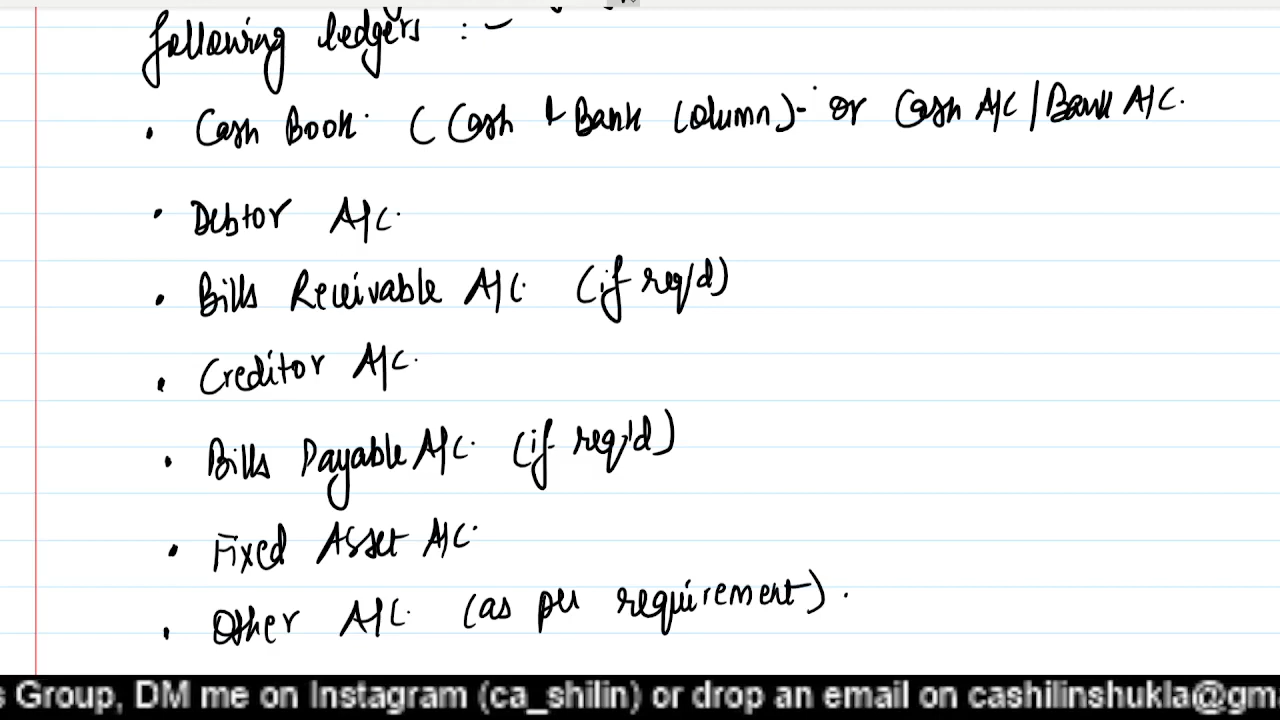 following ledgers :-
• Cash Book. (Cash & Bank Column)- or Cash A/C / Bank A/C.
• Debtor A/C.
• Bills Receivable A/C. (if req'd)
• Creditor A/C.
• Bills Payable A/C. (if req'd)
• Fixed Asset A/C.
• Other A/C. (as per requirement).
s Group, DM me on Instagram (ca_shilin) or drop an email on cashilinshukla@gm